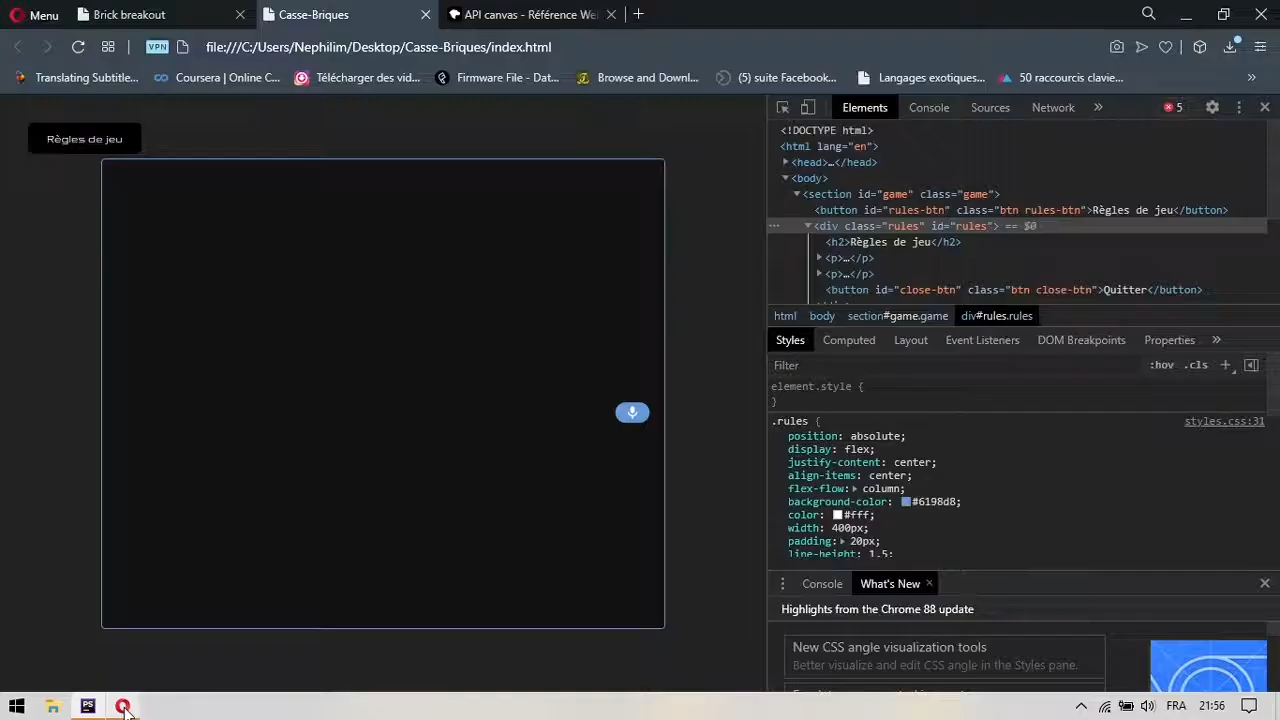 Menu
Brick breakout
Casse-Briques
API canvas - Référence We
VPN
file:///C:/Users/Nephilim/Desktop/Casse-Briques/index.html
Translating Subtitle...
Coursera | Online C...
Télécharger des vid...
Firmware File - Dat...
Browse and Downl...
(5) suite Facebook...
Langages exotiques...
50 raccourcis clavie...
»
Règles de jeu
Elements
Console
Sources
Network
»
5
<!DOCTYPE html>
<html lang="en">
<head>…</head>
<body>
<section id="game" class="game">
<button id="rules-btn" class="btn rules-btn">Règles de jeu</button>
<div class="rules" id="rules"> == $0
<h2>Règles de jeu</h2>
<p>…</p>
<p>…</p>
<button id="close-btn" class="btn close-btn">Quitter</button>
html
body
section#game.game
div#rules.rules
Styles
Computed
Layout
Event Listeners
DOM Breakpoints
Properties
»
Filter
:hov
.cls
element.style {
}
.rules {
styles.css:31
position: absolute;
display: flex;
justify-content: center;
align-items: center;
flex-flow: column;
background-color: #6198d8;
color: #fff;
width: 400px;
padding: 20px;
line-height: 1.5;
Console
What's New
Highlights from the Chrome 88 update
New CSS angle visualization tools
Better visualize and edit CSS angle in the Styles pane.
PS
FRA
21:56